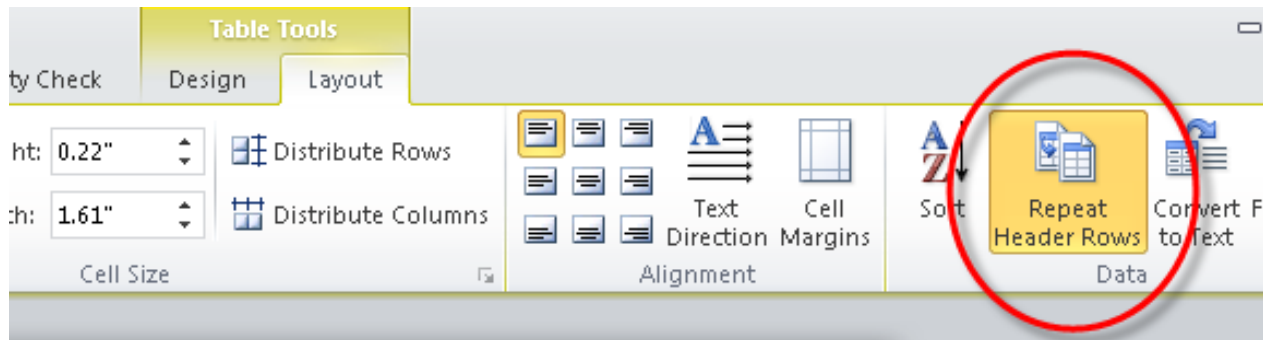 Table Tools
ty Check Design Layout
ht: 0.22" Distribute Rows
th: 1.61" Distribute Columns
Text Direction
Cell Margins
A Z Sort
Repeat Header Rows
Convert to Text
F
Cell Size Alignment Data